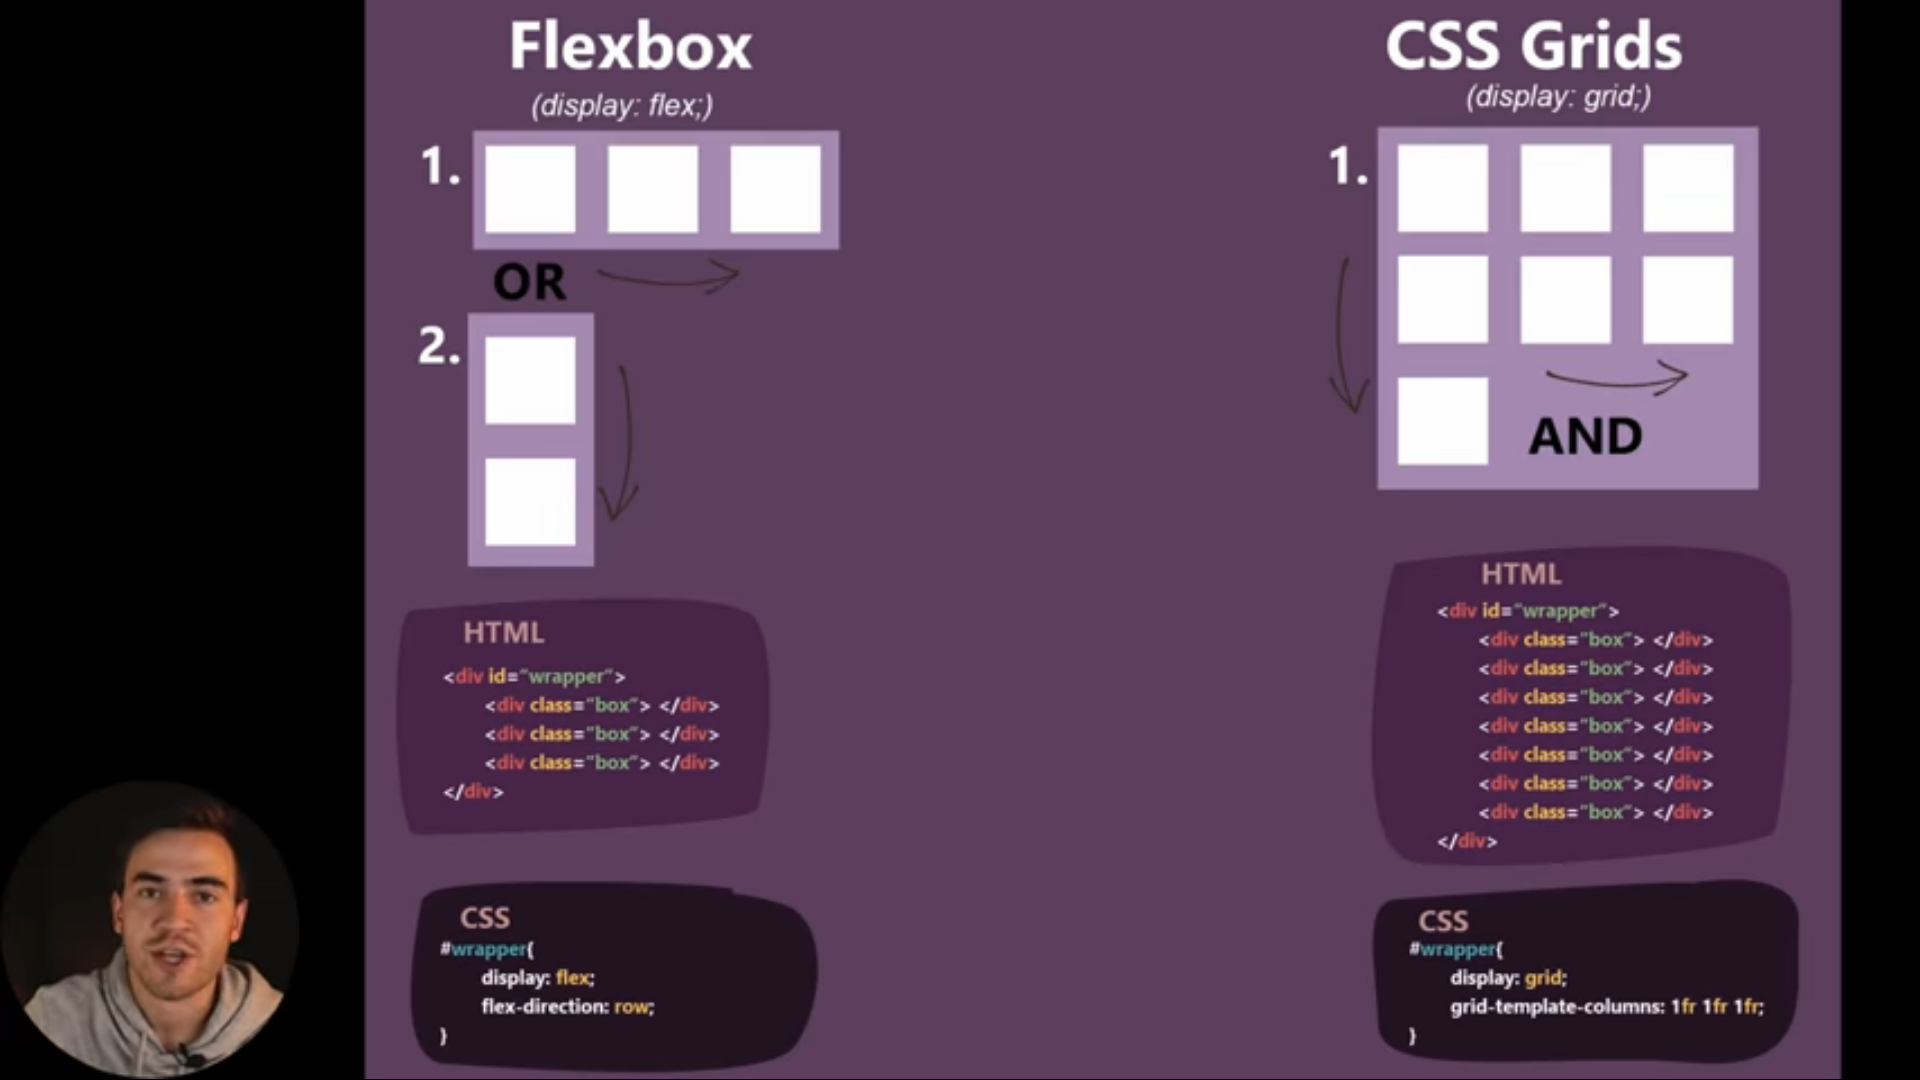 Flexbox
(display: flex;)
1.
OR
2.
HTML
<div id="wrapper">
<div class="box"> </div>
<div class="box"> </div>
<div class="box"> </div>
</div>
CSS
#wrapper{
display: flex;
flex-direction: row;
}
CSS Grids
(display: grid;)
1.
AND
HTML
<div id="wrapper">
<div class="box"> </div>
<div class="box"> </div>
<div class="box"> </div>
<div class="box"> </div>
<div class="box"> </div>
<div class="box"> </div>
<div class="box"> </div>
</div>
CSS
#wrapper{
display: grid;
grid-template-columns: 1fr 1fr 1fr;
}